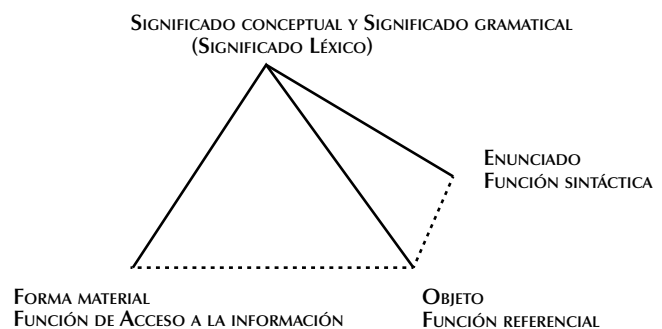 Significado conceptual y Significado gramatical
(Significado Léxico)
Enunciado
Función sintáctica
Forma material
Función de Acceso a la información
Objeto
Función referencial